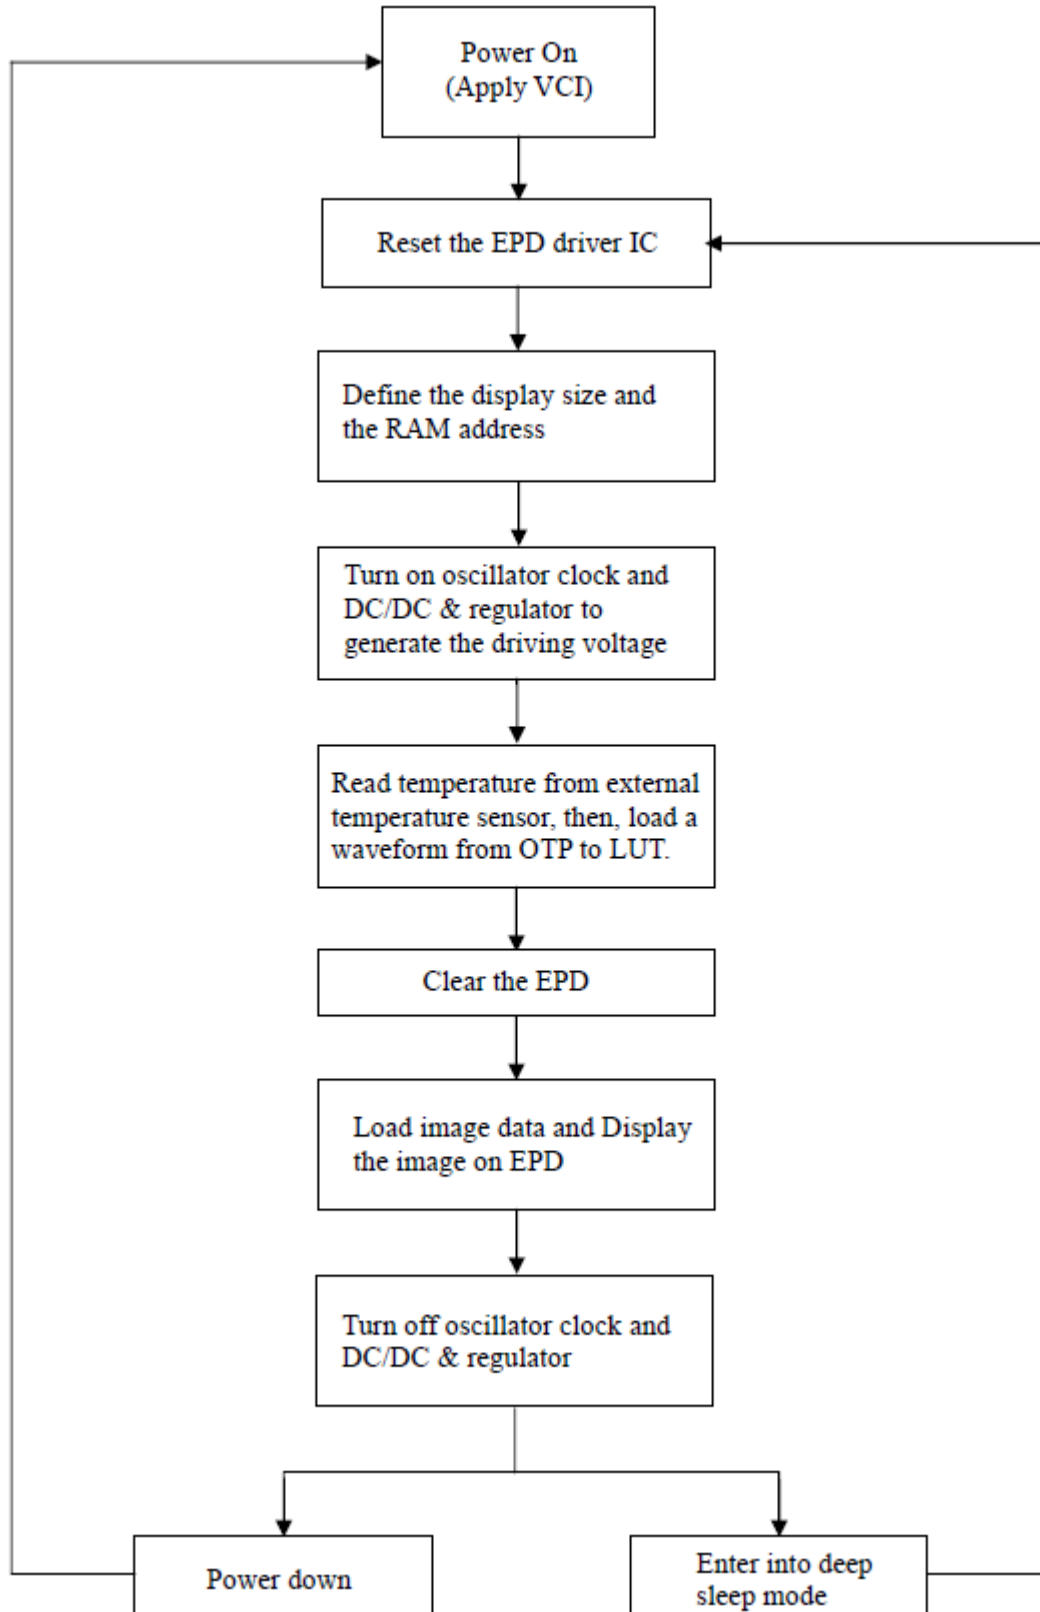 Power On
(Apply VCI)
Reset the EPD driver IC
Define the display size and
the RAM address
Turn on oscillator clock and
DC/DC & regulator to
generate the driving voltage
Read temperature from external
temperature sensor, then, load a
waveform from OTP to LUT.
Clear the EPD
Load image data and Display
the image on EPD
Turn off oscillator clock and
DC/DC & regulator
Power down
Enter into deep
sleep mode